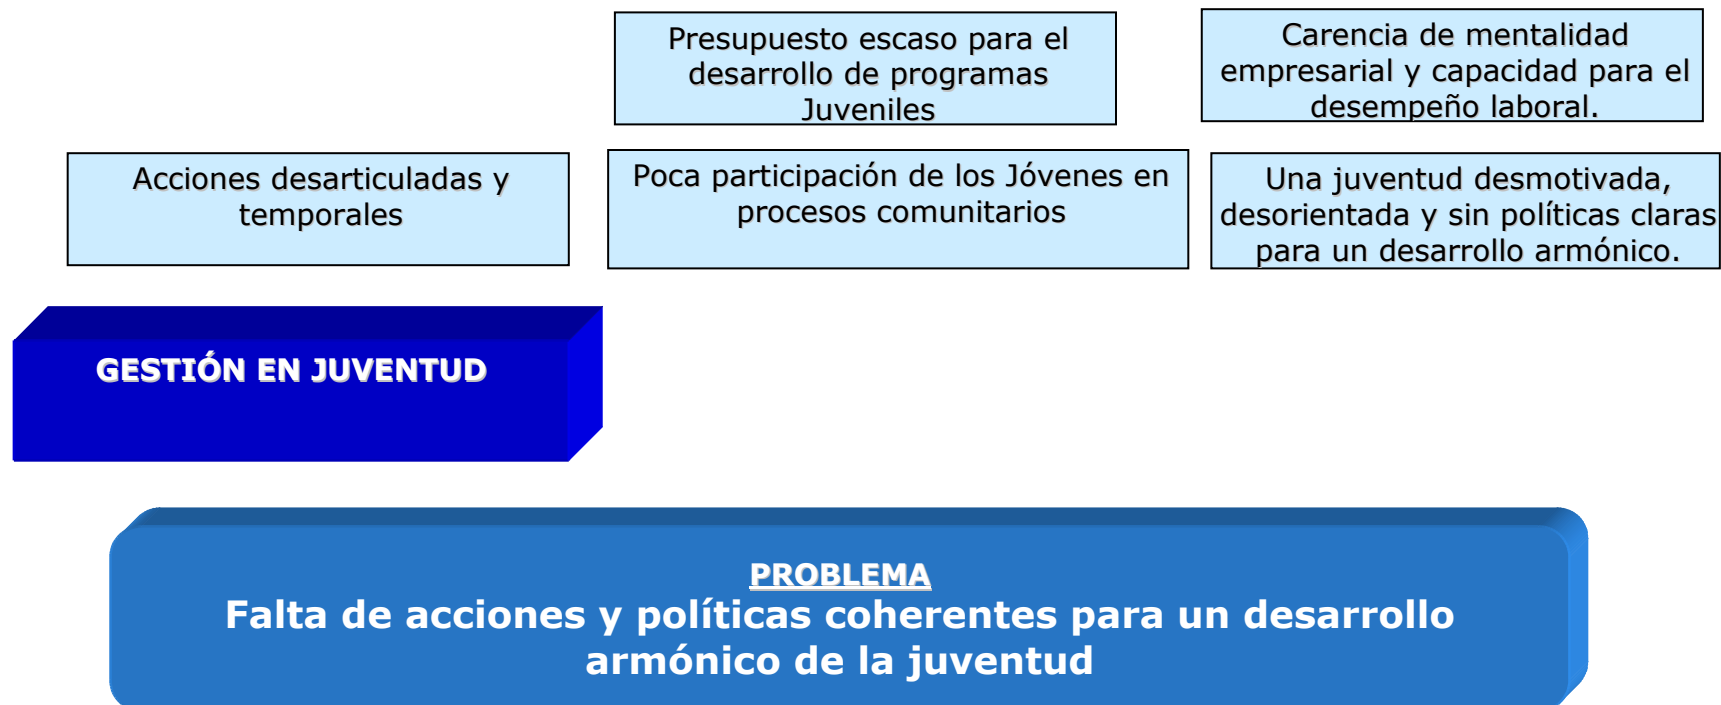 Presupuesto escaso para el
desarrollo de programas
Juveniles
Carencia de mentalidad
empresarial y capacidad para el
desempeño laboral.
Acciones desarticuladas y
temporales
Poca participación de los Jóvenes en
procesos comunitarios
Una juventud desmotivada,
desorientada y sin políticas claras
para un desarrollo armónico.
GESTIÓN EN JUVENTUD
PROBLEMA
Falta de acciones y políticas coherentes para un desarrollo
armónico de la juventud